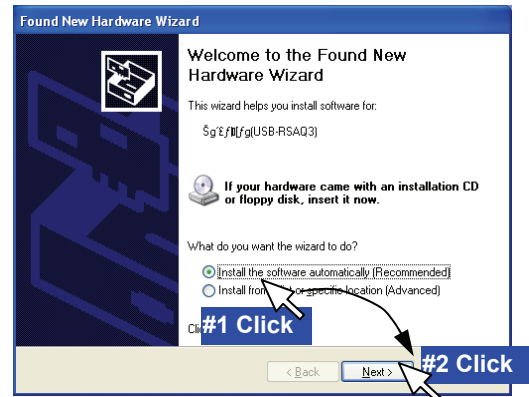 Found New Hardware Wizard
Welcome to the Found New
Hardware Wizard
This wizard helps you install software for:
(USB-RSAQ3)
If your hardware came with an installation CD
or floppy disk, insert it now.
What do you want the wizard to do?
Install the software automatically (Recommended)
Install from or specific location (Advanced)
#1 Click
< Back
Next >
#2 Click